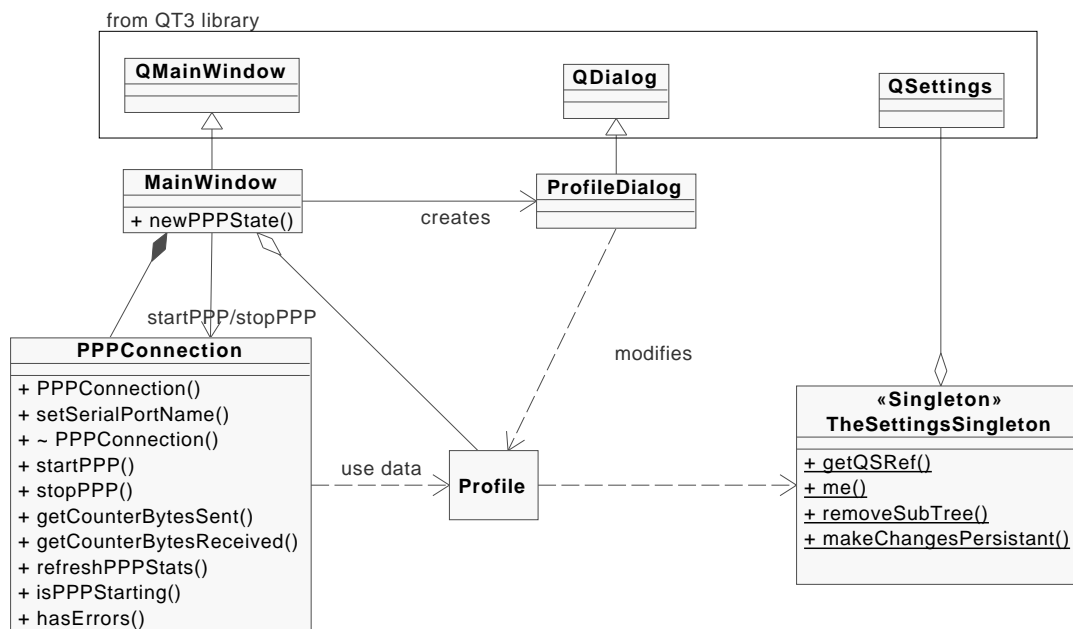 from QT3 library
QMainWindow
QDialog
QSettings
MainWindow
+ newPPPState()
creates
ProfileDialog
startPPP/stopPPP
modifies
PPPConnection
+ PPPConnection()
+ setSerialPortName()
+ ~ PPPConnection()
+ startPPP()
+ stopPPP()
+ getCounterBytesSent()
+ getCounterBytesReceived()
+ refreshPPPStats()
+ isPPPStarting()
+ hasErrors()
use data
Profile
«Singleton»
TheSettingsSingleton
+ getQSRef()
+ me()
+ removeSubTree()
+ makeChangesPersistant()